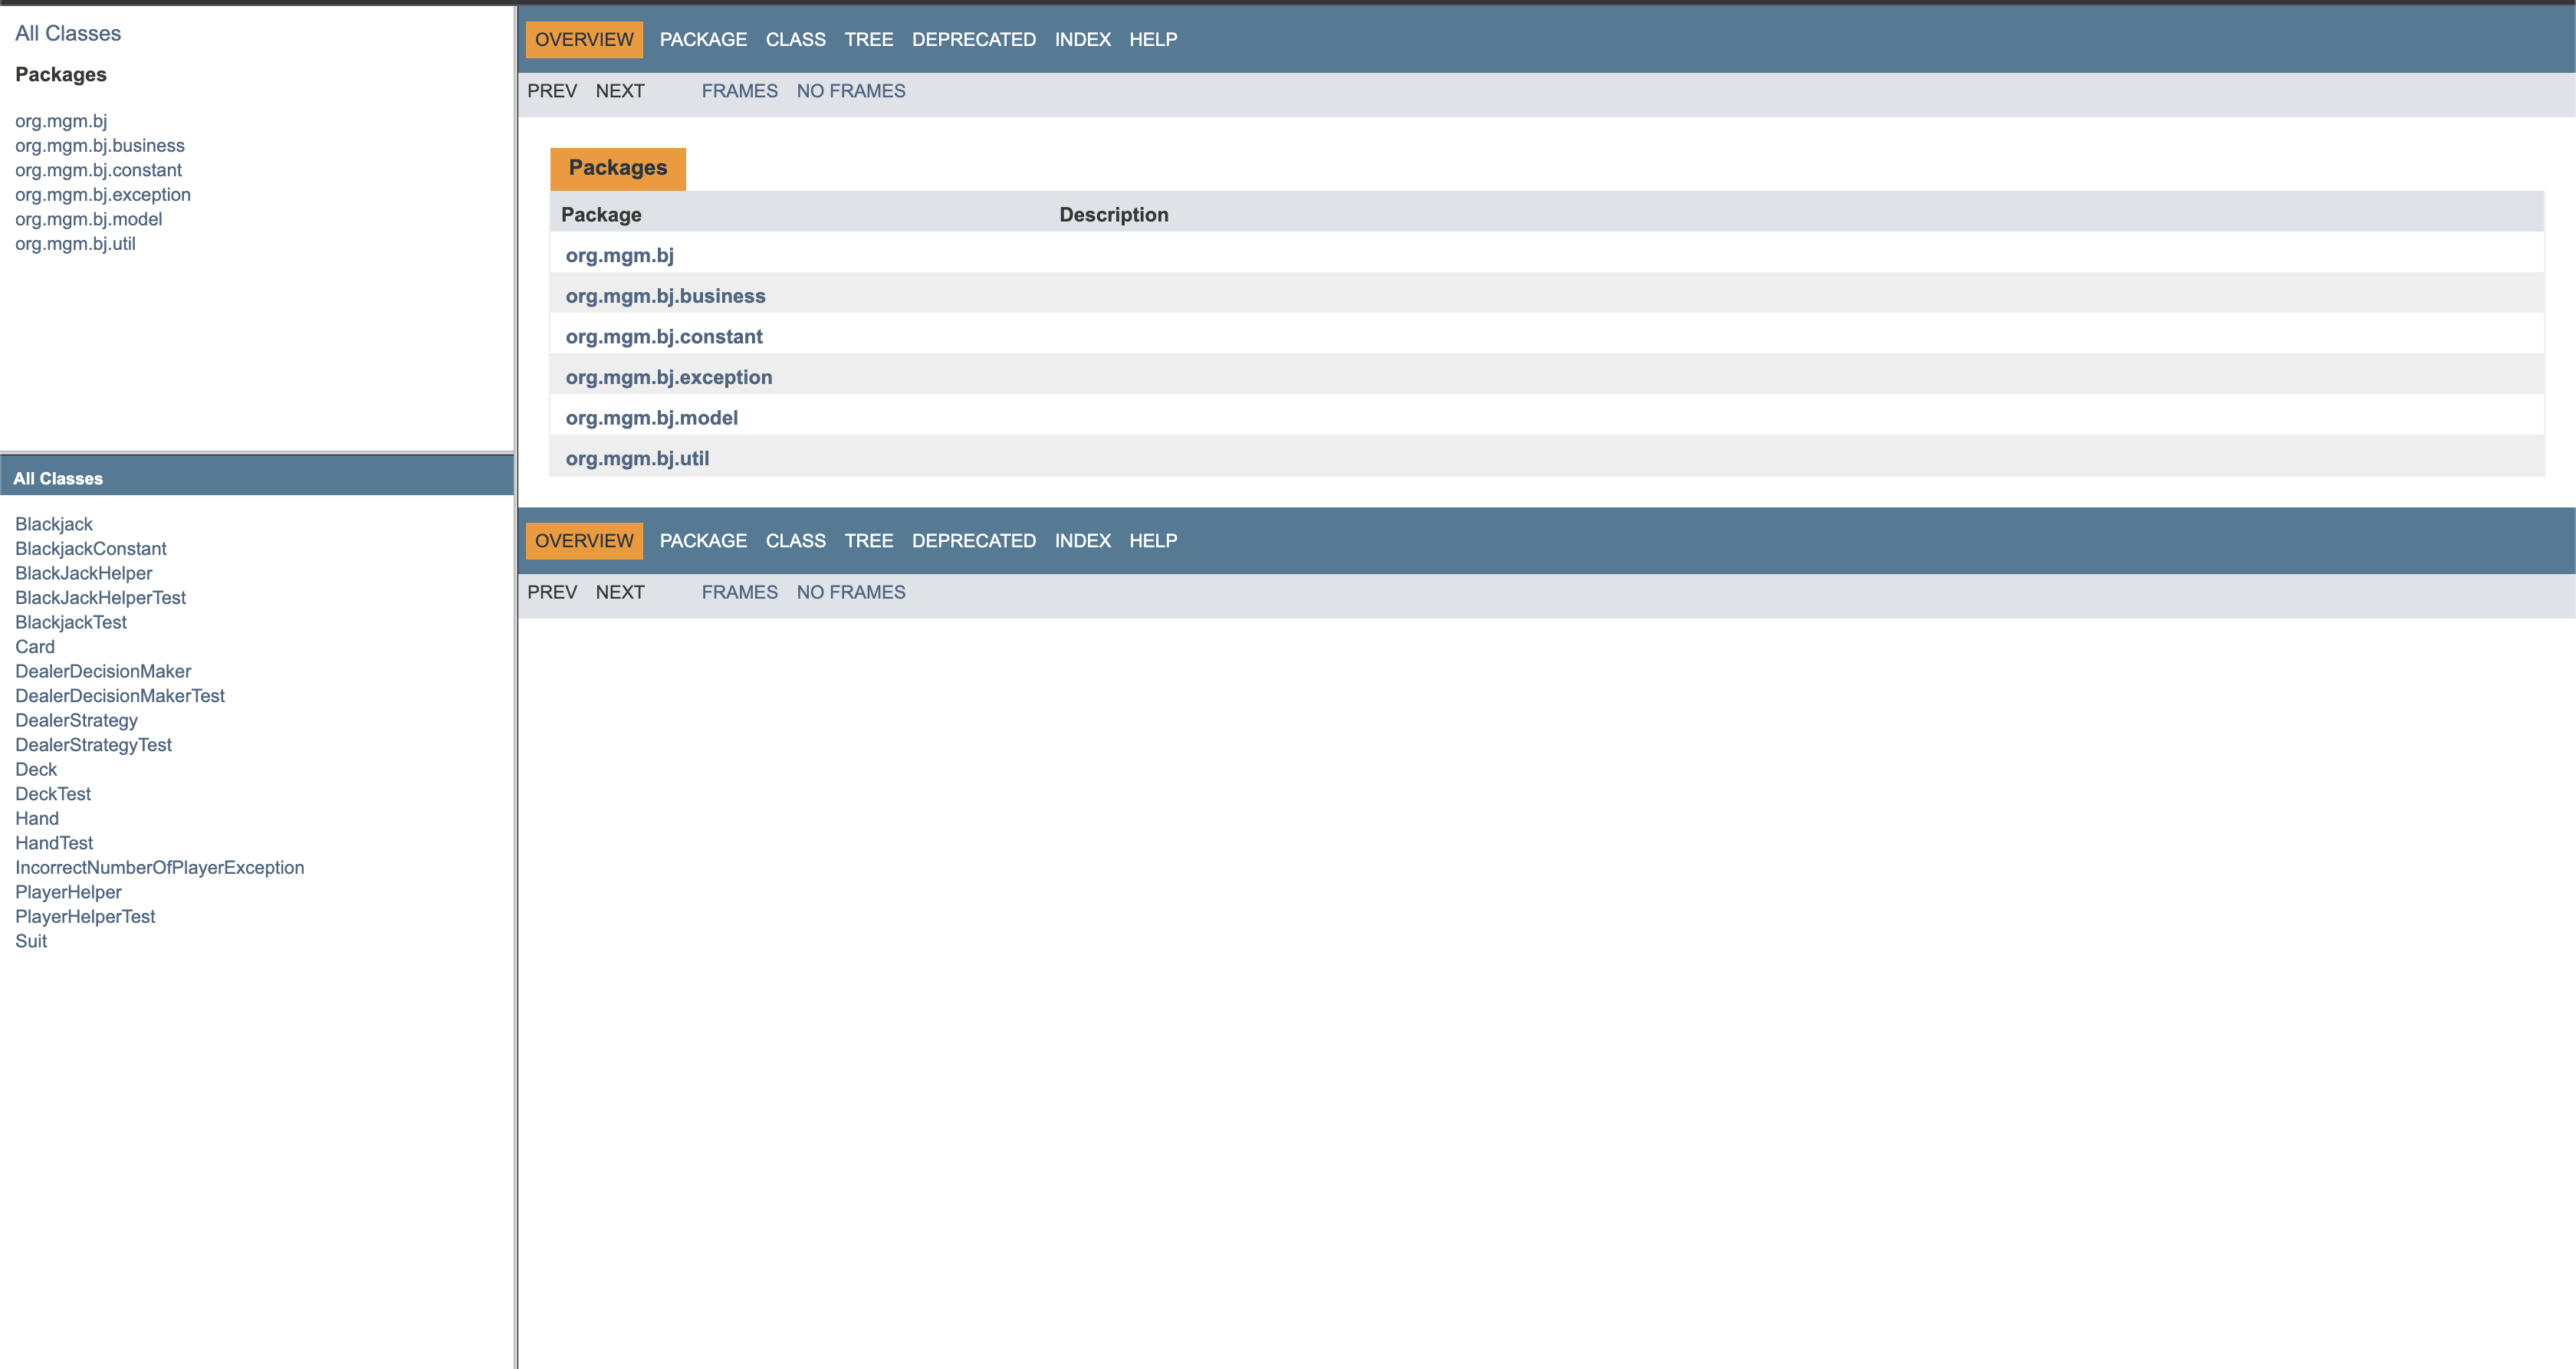 All Classes
Packages
org.mgm.bj
org.mgm.bj.business
org.mgm.bj.constant
org.mgm.bj.exception
org.mgm.bj.model
org.mgm.bj.util
All Classes
Blackjack
BlackjackConstant
BlackJackHelper
BlackJackHelperTest
BlackjackTest
Card
DealerDecisionMaker
DealerDecisionMakerTest
DealerStrategy
DealerStrategyTest
Deck
DeckTest
Hand
HandTest
IncorrectNumberOfPlayerException
PlayerHelper
PlayerHelperTest
Suit
OVERVIEW PACKAGE CLASS TREE DEPRECATED INDEX HELP
PREV NEXT FRAMES NO FRAMES
Packages
Package Description
org.mgm.bj
org.mgm.bj.business
org.mgm.bj.constant
org.mgm.bj.exception
org.mgm.bj.model
org.mgm.bj.util
OVERVIEW PACKAGE CLASS TREE DEPRECATED INDEX HELP
PREV NEXT FRAMES NO FRAMES